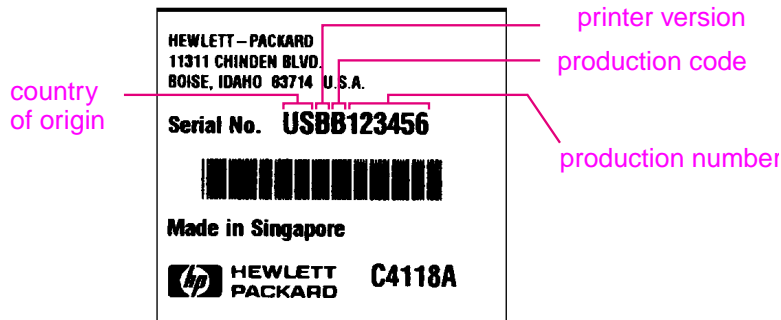 printer version
production code
country
of origin
production number
HEWLETT-PACKARD
11311 CHINDEN BLVD.
BOISE, IDAHO 83714 U.S.A.
Serial No. USBB123456
Made in Singapore
hp HEWLETT
PACKARD
C4118A